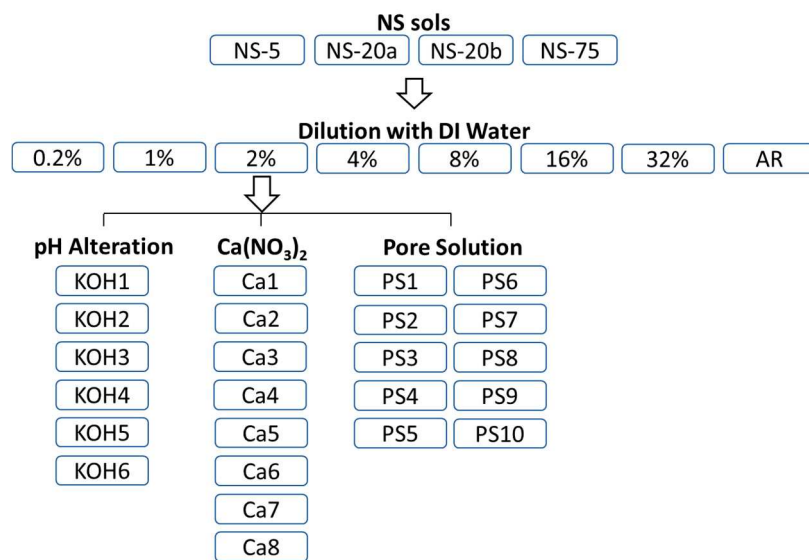 NS sols
NS-5 NS-20a NS-20b NS-75
Dilution with DI Water
0.2% 1% 2% 4% 8% 16% 32% AR
pH Alteration Ca(NO₃)₂ Pore Solution
KOH1 Ca1 PS1 PS6
KOH2 Ca2 PS2 PS7
KOH3 Ca3 PS3 PS8
KOH4 Ca4 PS4 PS9
KOH5 Ca5 PS5 PS10
KOH6 Ca6
Ca7
Ca8